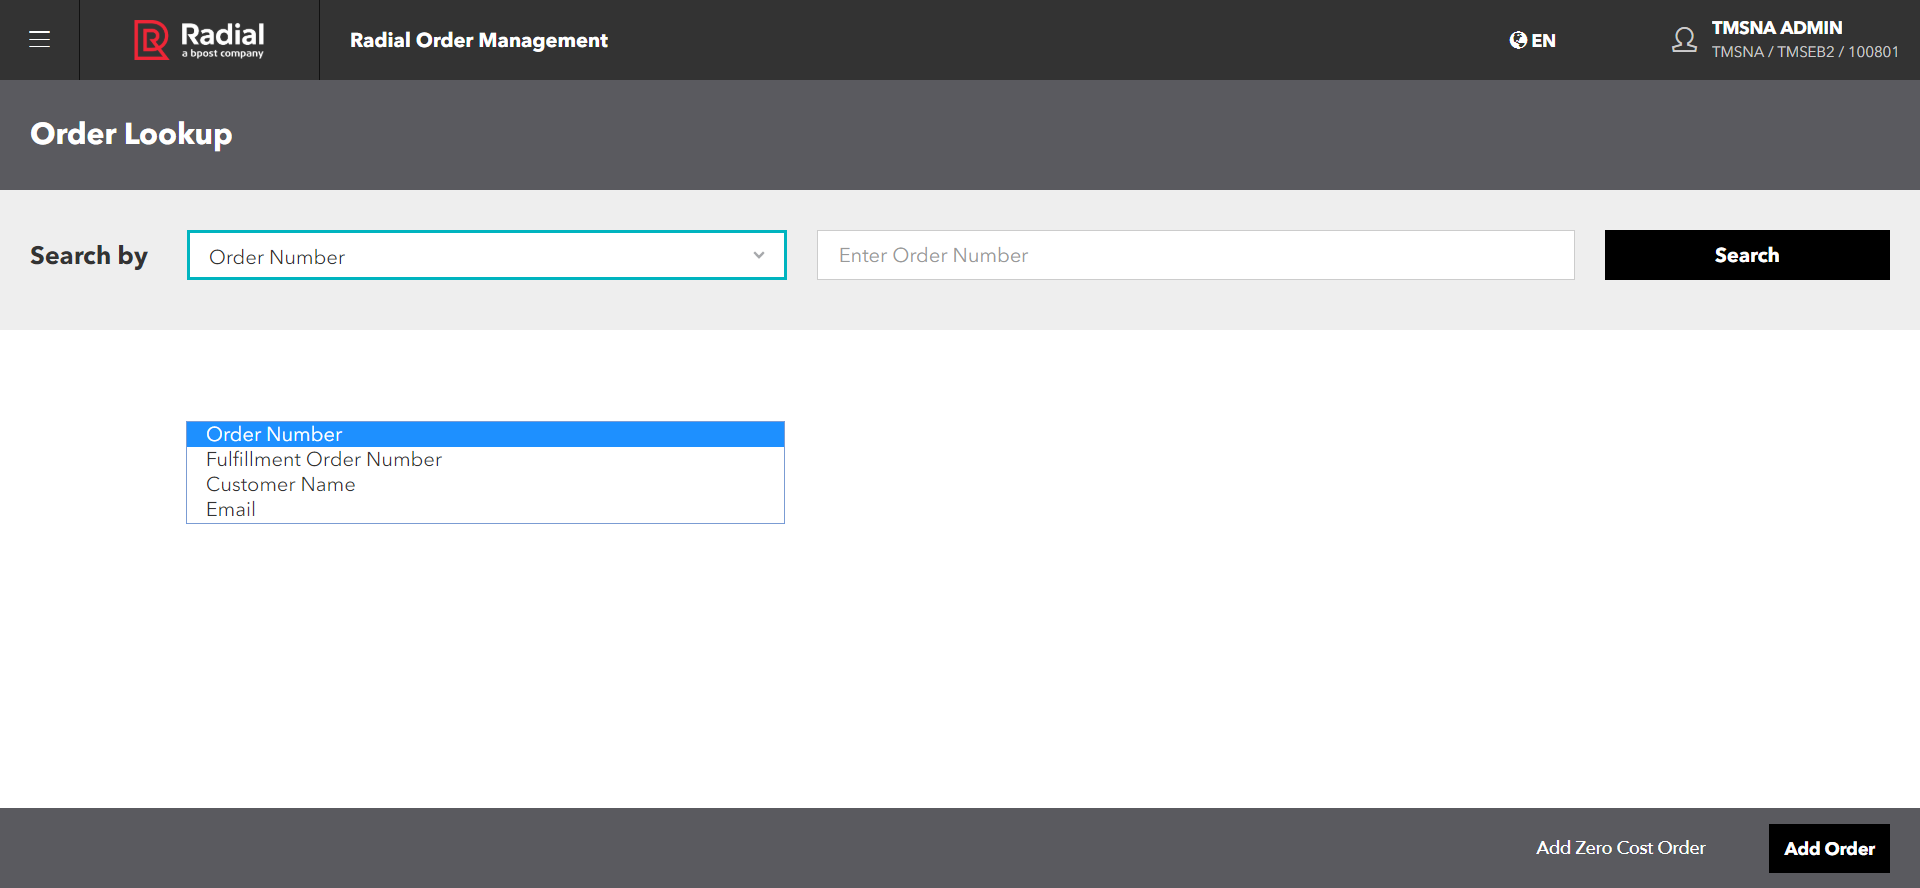 Radial
a bpost company
Radial Order Management
EN
TMSNA ADMIN
TMSNA / TMSEB2 / 100801
Order Lookup
Search by
Order Number
Enter Order Number
Search
Order Number
Fulfillment Order Number
Customer Name
Email
Add Zero Cost Order
Add Order